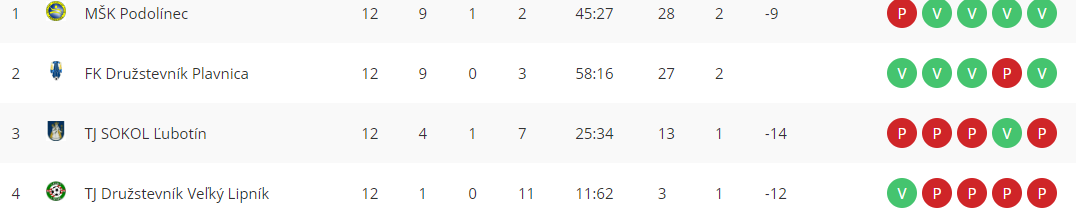 1 MŠK Podolínec 12 9 1 2 45:27 28 2 -9 P V V V V
2 FK Družstevník Plavnica 12 9 0 3 58:16 27 2 V V V P V
3 TJ SOKOL Ľubotín 12 4 1 7 25:34 13 1 -14 P P P V P
4 TJ Družstevník Veľký Lipník 12 1 0 11 11:62 3 1 -12 V P P P P